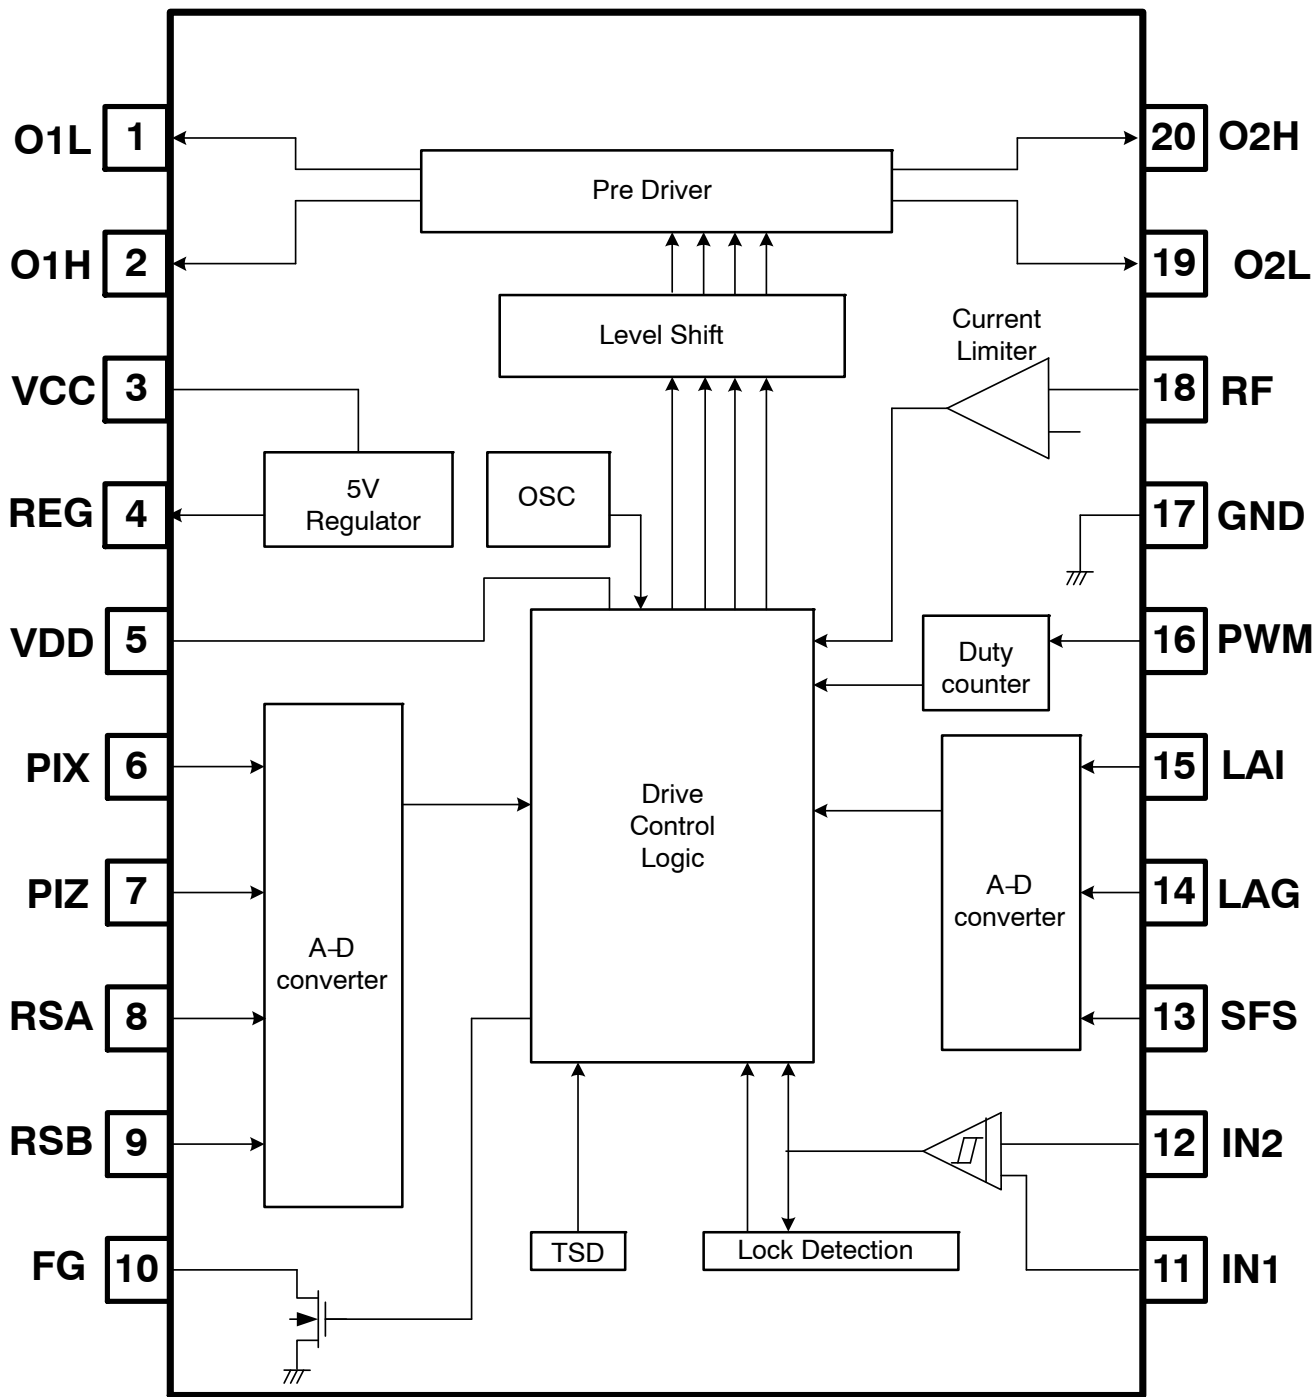 O1L 1
O1H 2
VCC 3
REG 4
VDD 5
PIX 6
PIZ 7
RSA 8
RSB 9
FG 10
Pre Driver
Level Shift
Current
Limiter
5V
Regulator
OSC
Duty
counter
Drive
Control
Logic
A–D
converter
A–D
converter
TSD
Lock Detection
20 O2H
19 O2L
18 RF
17 GND
16 PWM
15 LAI
14 LAG
13 SFS
12 IN2
11 IN1